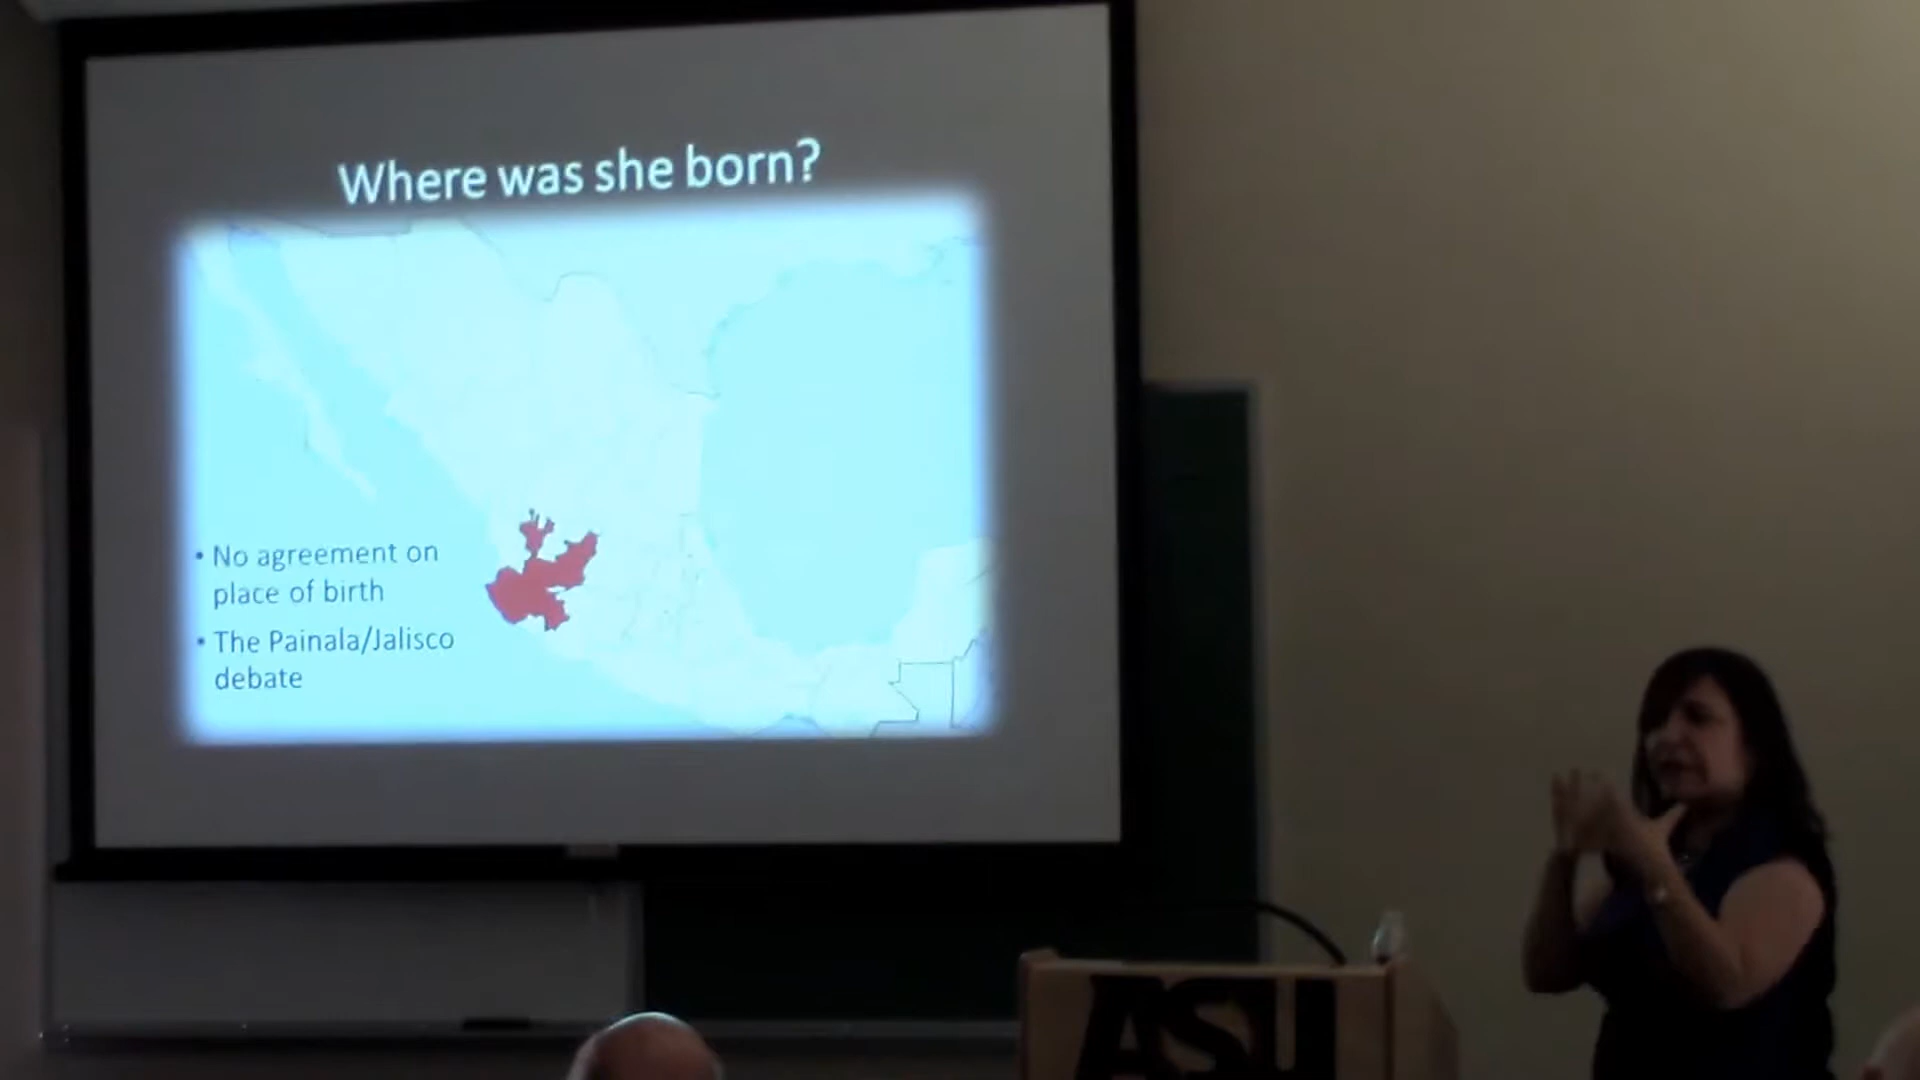 Where was she born?
• No agreement on
place of birth
• The Painala/Jalisco
debate
ASU